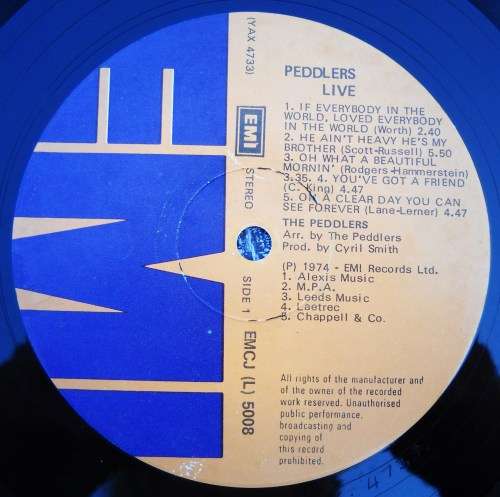 (YAX 4733)
EMI
STEREO
SIDE 1
EMCJ (L) 5008
PEDDLERS
LIVE
1. IF EVERYBODY IN THE
WORLD, LOVED EVERYBODY
IN THE WORLD (Worth) 2.40
2. HE AIN'T HEAVY HE'S MY
BROTHER (Scott-Russell) 5.50
3. OH WHAT A BEAUTIFUL
MORNIN' (Rodgers-Hammerstein)
3.35. 4. YOU'VE GOT A FRIEND
(C. King) 4.47
5. ON A CLEAR DAY YOU CAN
SEE FOREVER (Lane-Lerner) 4.47
THE PEDDLERS
Arr. by The Peddlers
Prod. by Cyril Smith
(P) 1974 - EMI Records Ltd.
1. Alexis Music
2. M.P.A.
3. Leeds Music
4. Laetrec
5. Chappell & Co.
All rights of the manufacturer and
of the owner of the recorded
work reserved. Unauthorised
public performance,
broadcasting and
copying of
this record
prohibited.